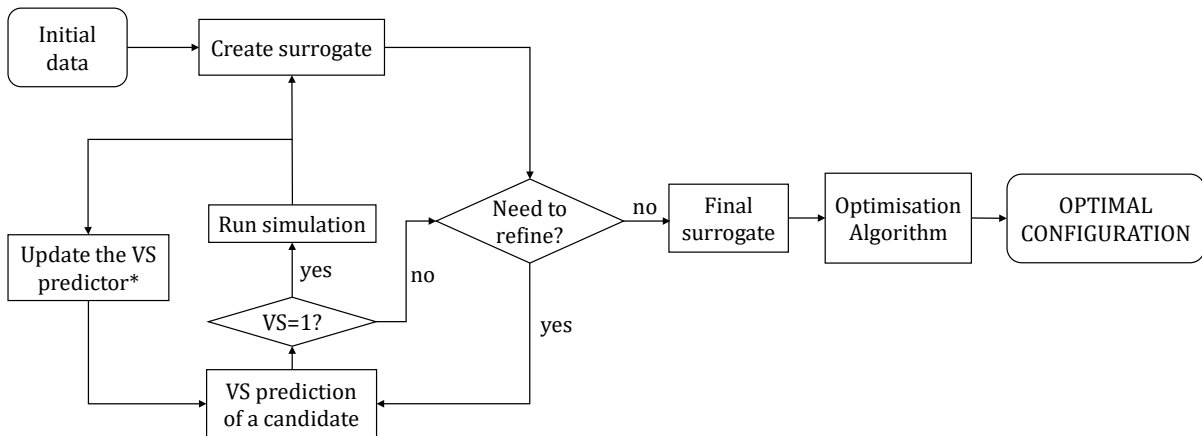 Initial
data
Create surrogate
Run simulation
Need to
refine?
no
Final
surrogate
Optimisation
Algorithm
OPTIMAL
CONFIGURATION
Update the VS
predictor*
yes
no
VS=1?
yes
VS prediction
of a candidate